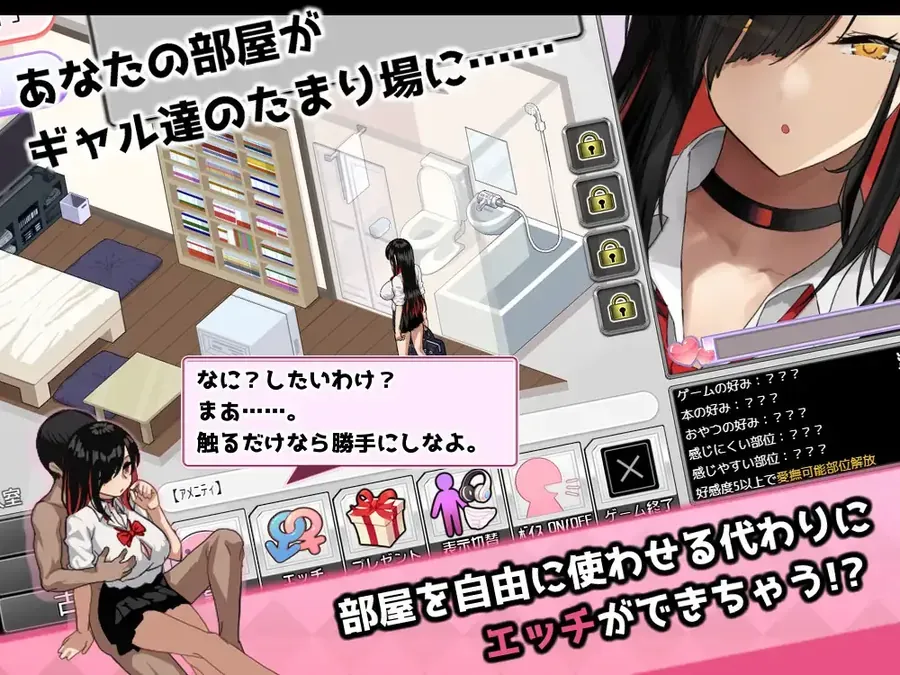 あなたの部屋が
ギャル達のたまり場に……
なに？したいわけ？
まあ……。
触るだけなら勝手にしなよ。
ゲームの好み：？？？
本の好み：？？？
おやつの好み：？？？
感じにくい部位：？？？
感じやすい部位：？？？
好感度5以上で愛撫可能部位解放
【アメニティ】
エッチ
プレゼント
表示切替
ボイス ON/OFF
ゲーム終了
部屋を自由に使わせる代わりに
エッチができちゃう!?